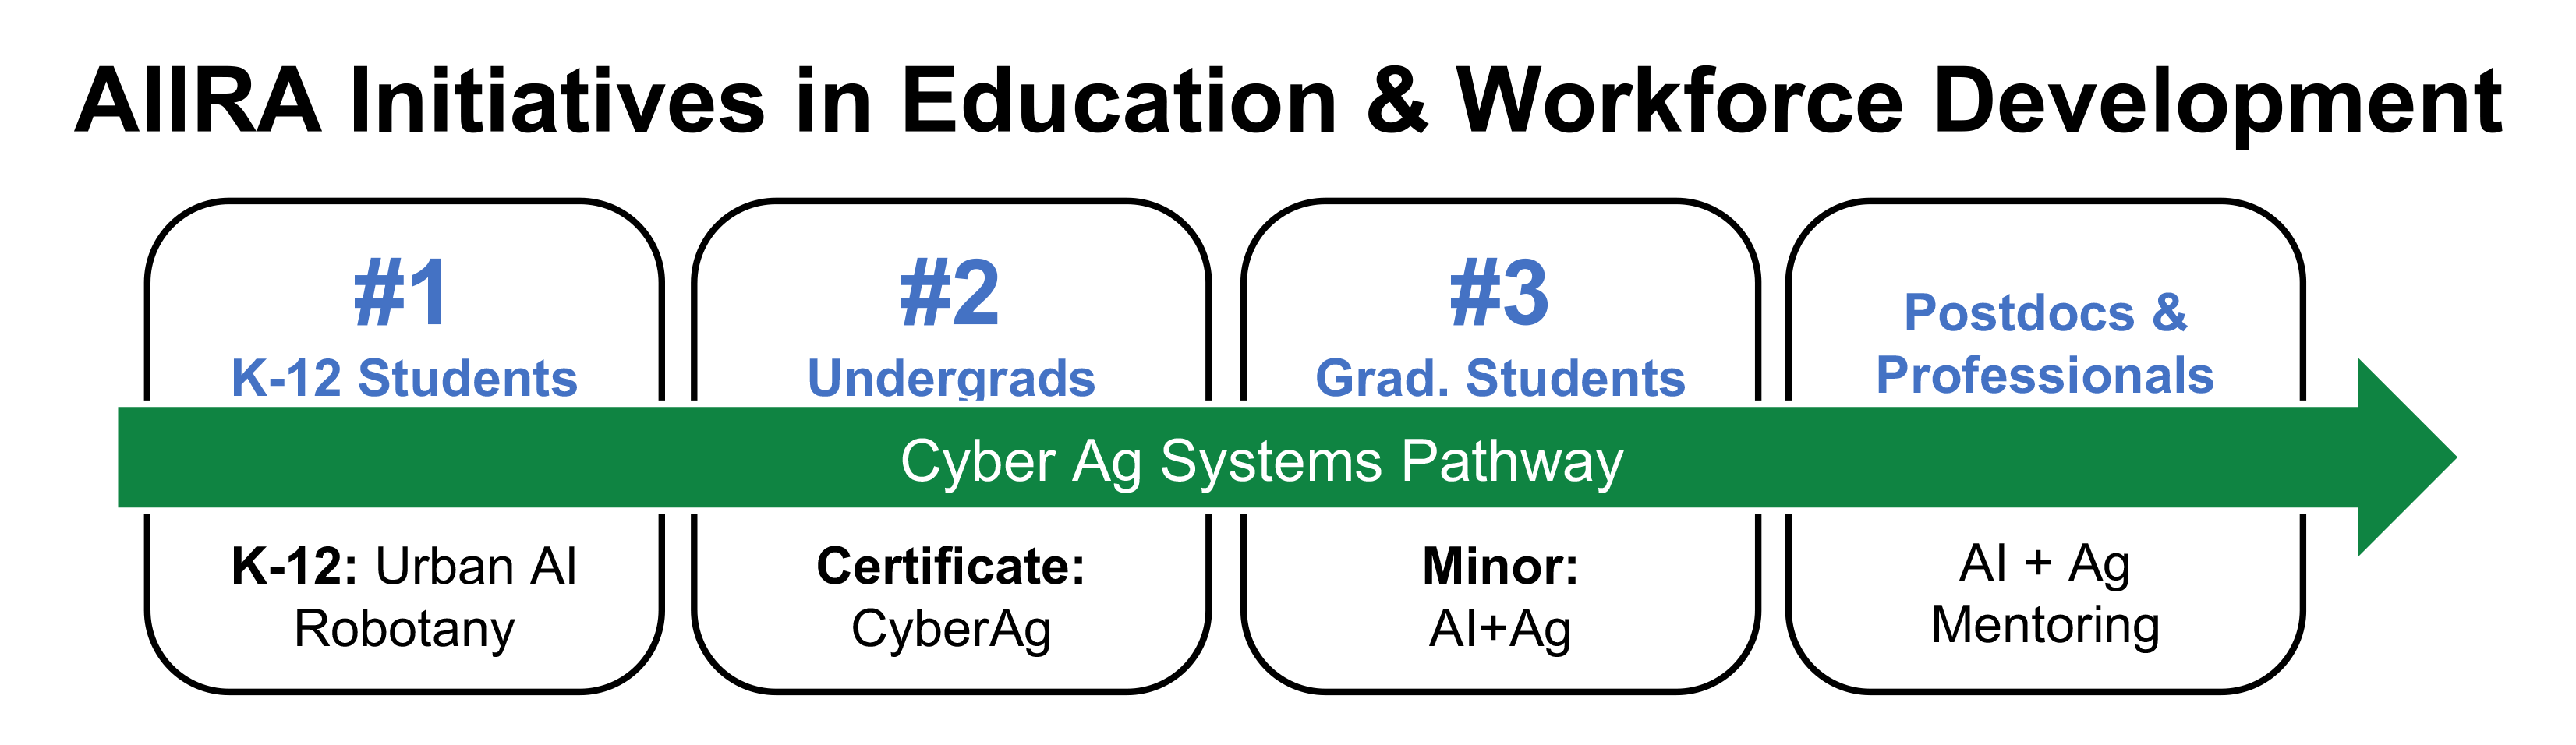 AIIRA Initiatives in Education & Workforce Development
#1
K-12 Students
#2
Undergrads
#3
Grad. Students
Postdocs &
Professionals
Cyber Ag Systems Pathway
K-12: Urban AI
Robotany
Certificate:
CyberAg
Minor:
AI+Ag
AI + Ag
Mentoring